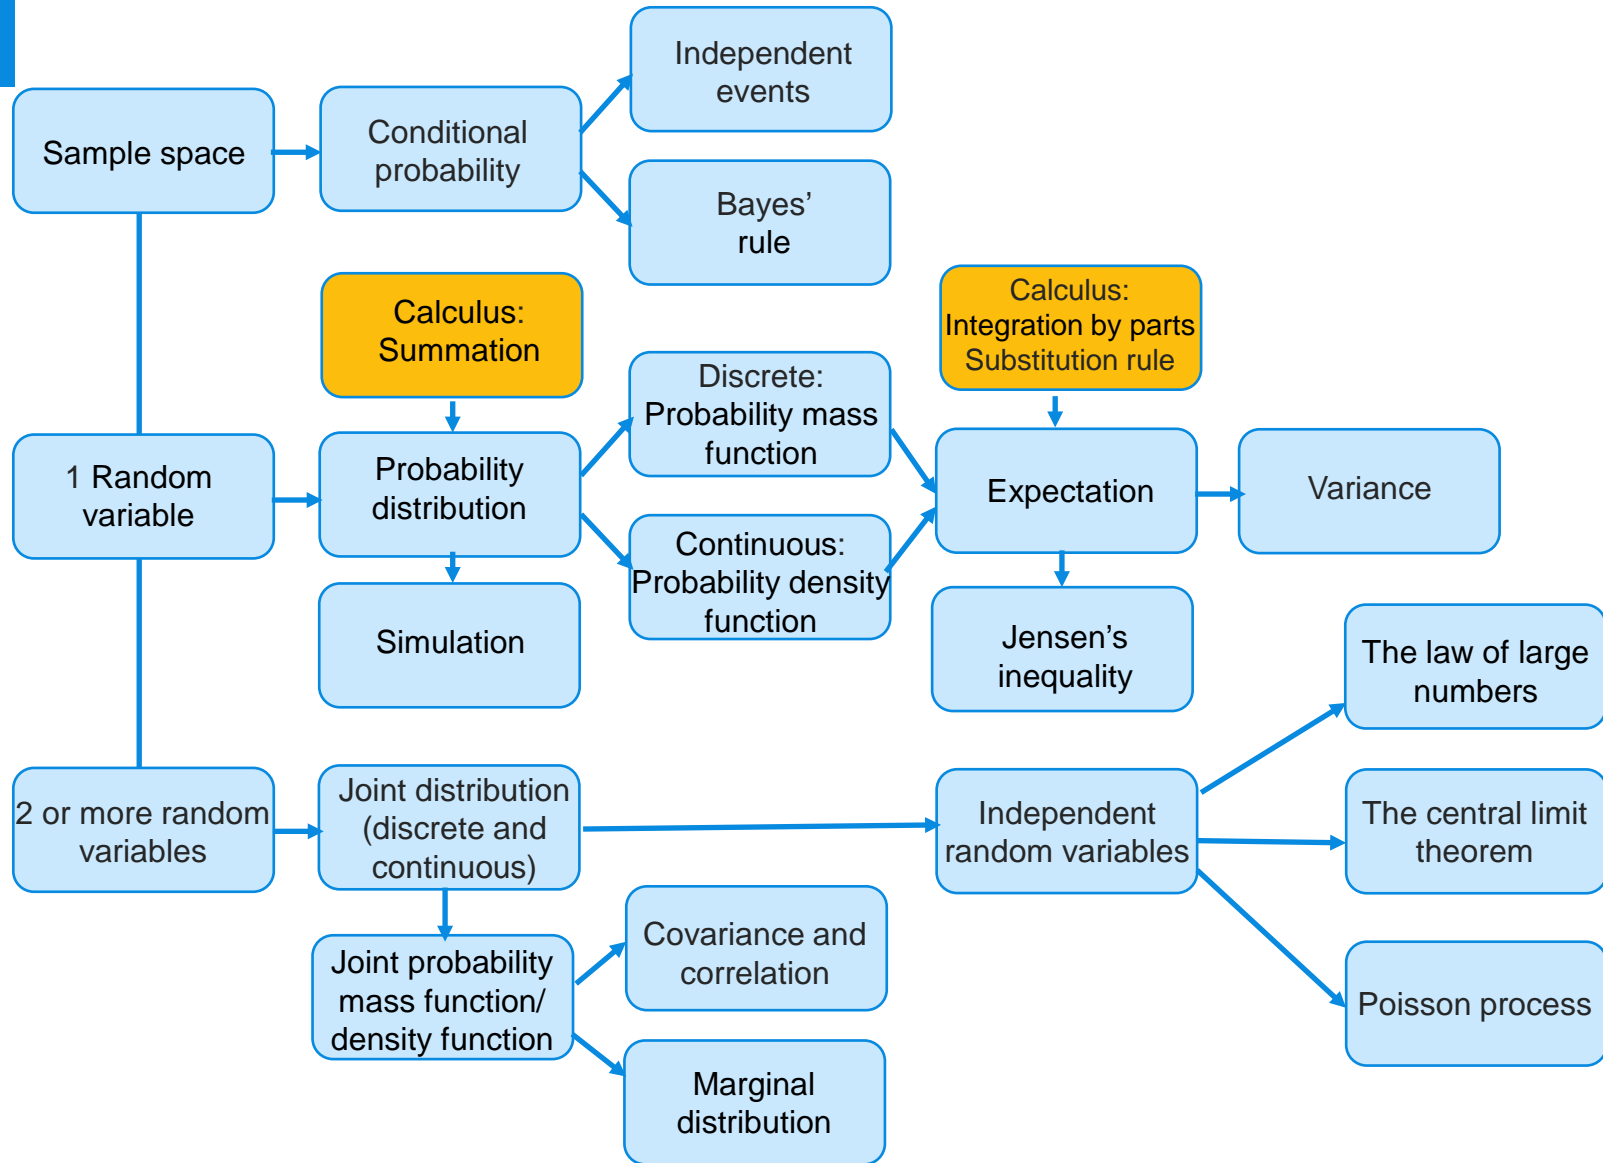 Sample space
Conditional
probability
Independent
events
Bayes’
rule
Calculus:
Summation
Calculus:
Integration by parts
Substitution rule
1 Random
variable
Probability
distribution
Discrete:
Probability mass
function
Continuous:
Probability density
function
Expectation
Variance
Simulation
Jensen’s
inequality
The law of large
numbers
2 or more random
variables
Joint distribution
(discrete and
continuous)
Independent
random variables
The central limit
theorem
Joint probability
mass function/
density function
Covariance and
correlation
Poisson process
Marginal
distribution